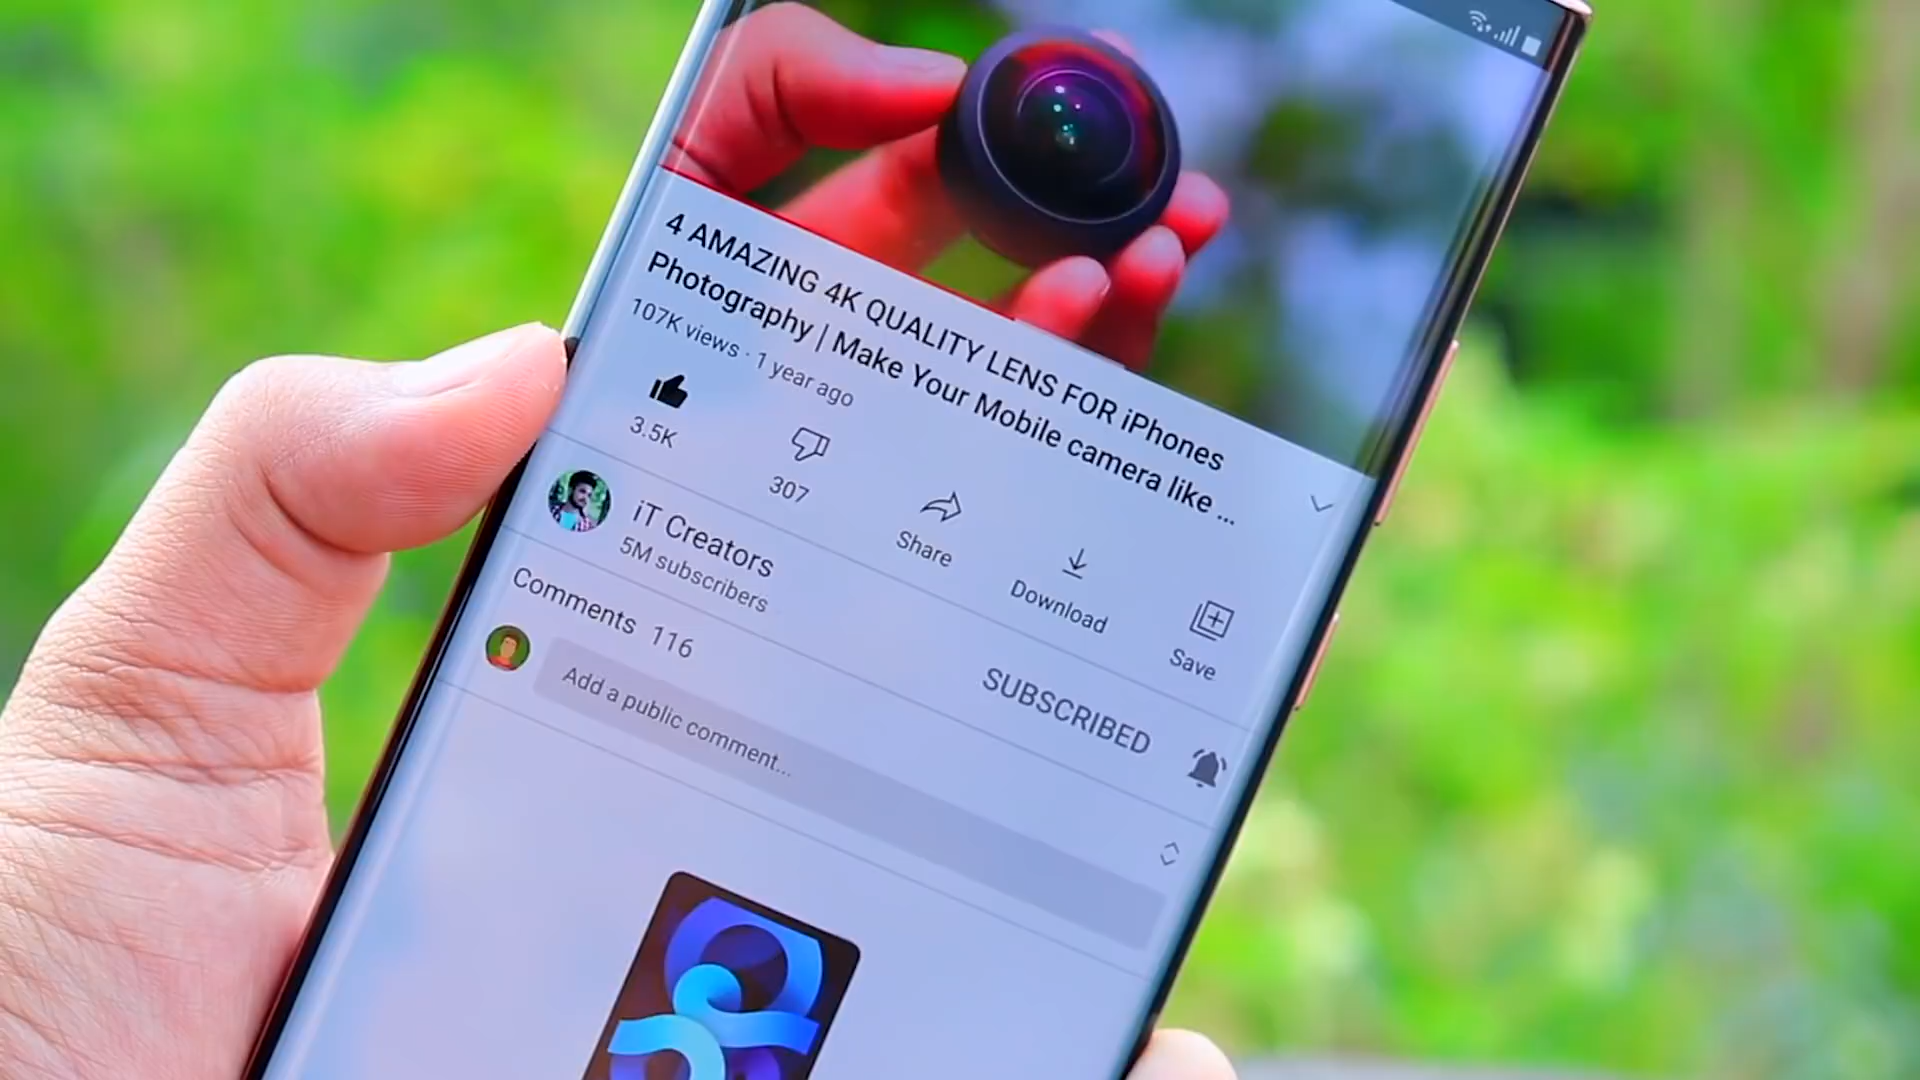 4 AMAZING 4K QUALITY LENS FOR iPhones
Photography | Make Your Mobile camera like ...
107K views · 1 year ago
3.5K
307
Share
Download
Save
iT Creators
5M subscribers
SUBSCRIBED
Comments 116
Add a public comment...